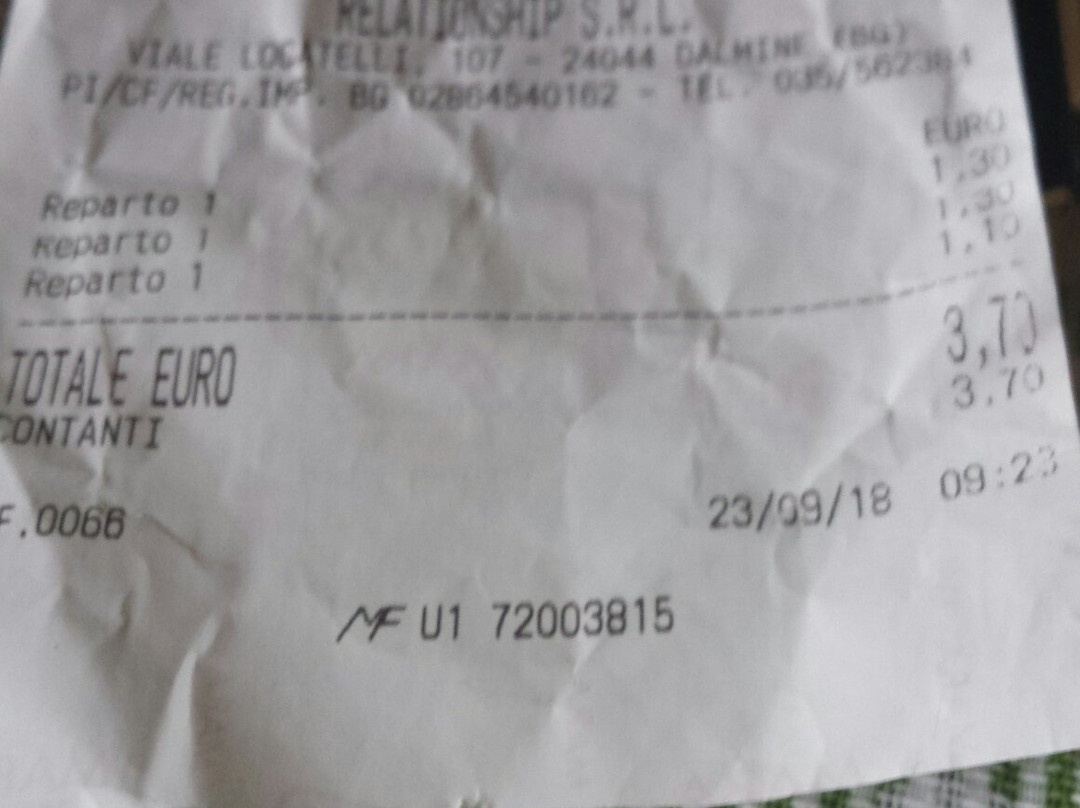 RELATIONSHIP S.R.L.
VIALE LOCATELLI, 107 - 24044 DALMINE (BG)
PI/CF/REG.IMP. BG 02864540162 - TEL. 035/562384
EURO
Reparto 1 1,30
Reparto 1 1,30
Reparto 1 1,10
TOTALE EURO 3,70
CONTANTI 3,70
F.0066 23/09/18 09:23
MF U1 72003815